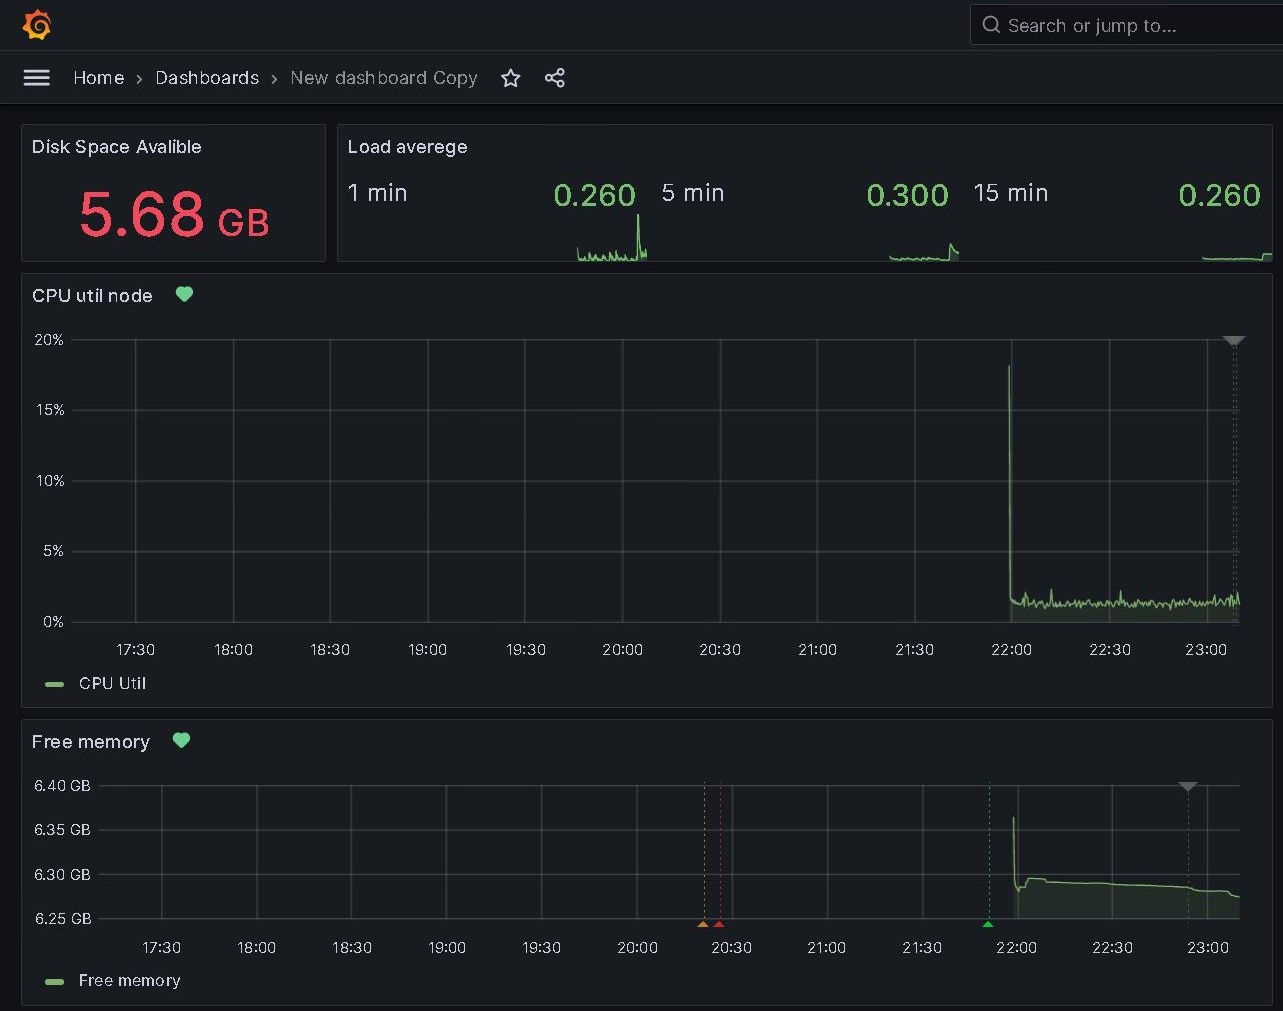 Search or jump to...
Home › Dashboards › New dashboard Copy
Disk Space Avalible
5.68 GB
Load averege
1 min 0.260 5 min 0.300 15 min 0.260
CPU util node
20%
15%
10%
5%
0%
17:30 18:00 18:30 19:00 19:30 20:00 20:30 21:00 21:30 22:00 22:30 23:00
CPU Util
Free memory
6.40 GB
6.35 GB
6.30 GB
6.25 GB
17:30 18:00 18:30 19:00 19:30 20:00 20:30 21:00 21:30 22:00 22:30 23:00
Free memory